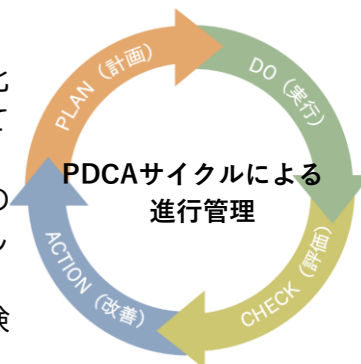 PLAN（計画）
DO（実行）
PDCAサイクルによる
進行管理
CHECK（評価）
ACTION（改善）
の